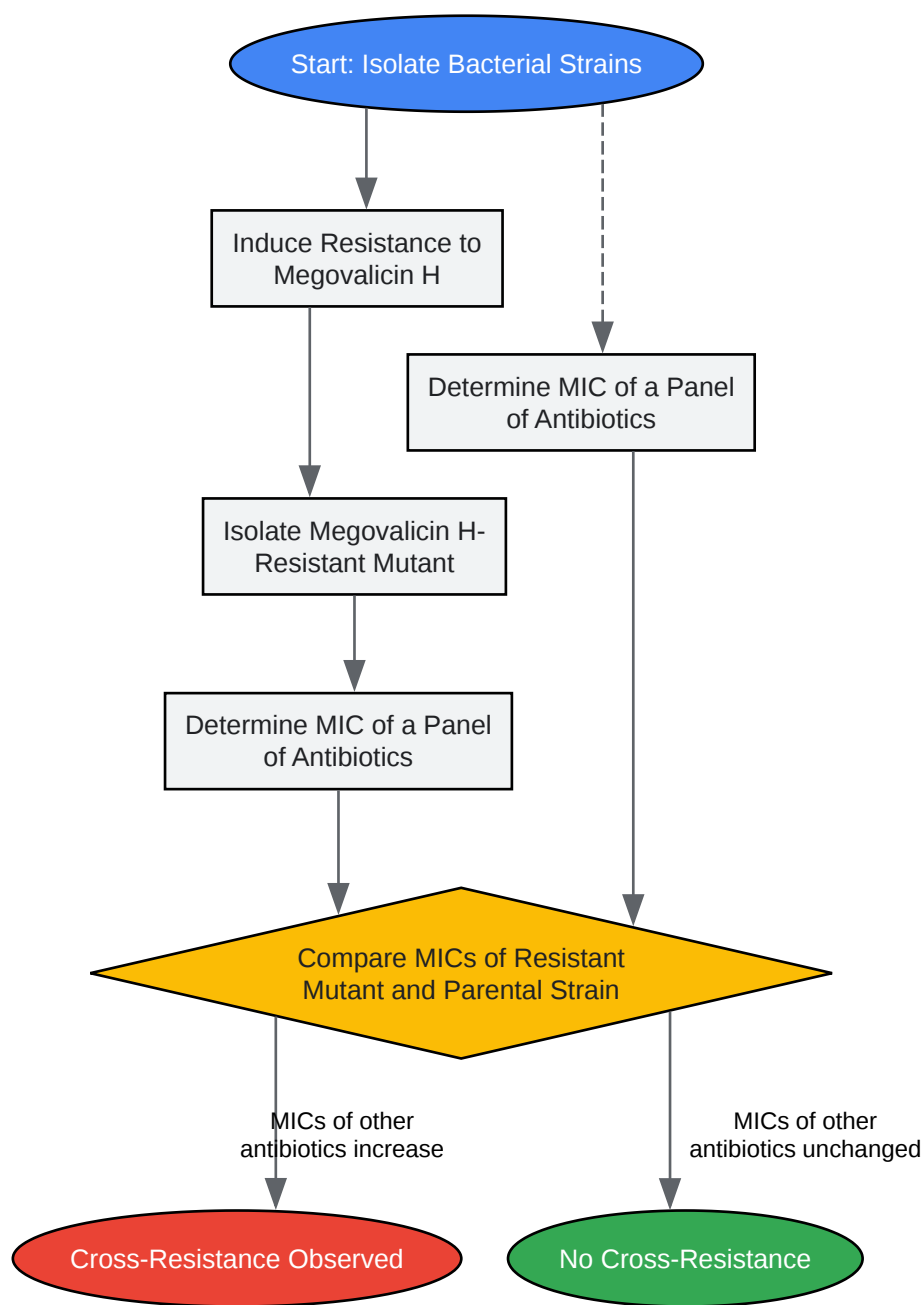 Start: Isolate Bacterial Strains
Induce Resistance to
Megovalicin H
Determine MIC of a Panel
of Antibiotics
Isolate Megovalicin H-
Resistant Mutant
Determine MIC of a Panel
of Antibiotics
Compare MICs of Resistant
Mutant and Parental Strain
MICs of other
antibiotics increase
MICs of other
antibiotics unchanged
Cross-Resistance Observed
No Cross-Resistance